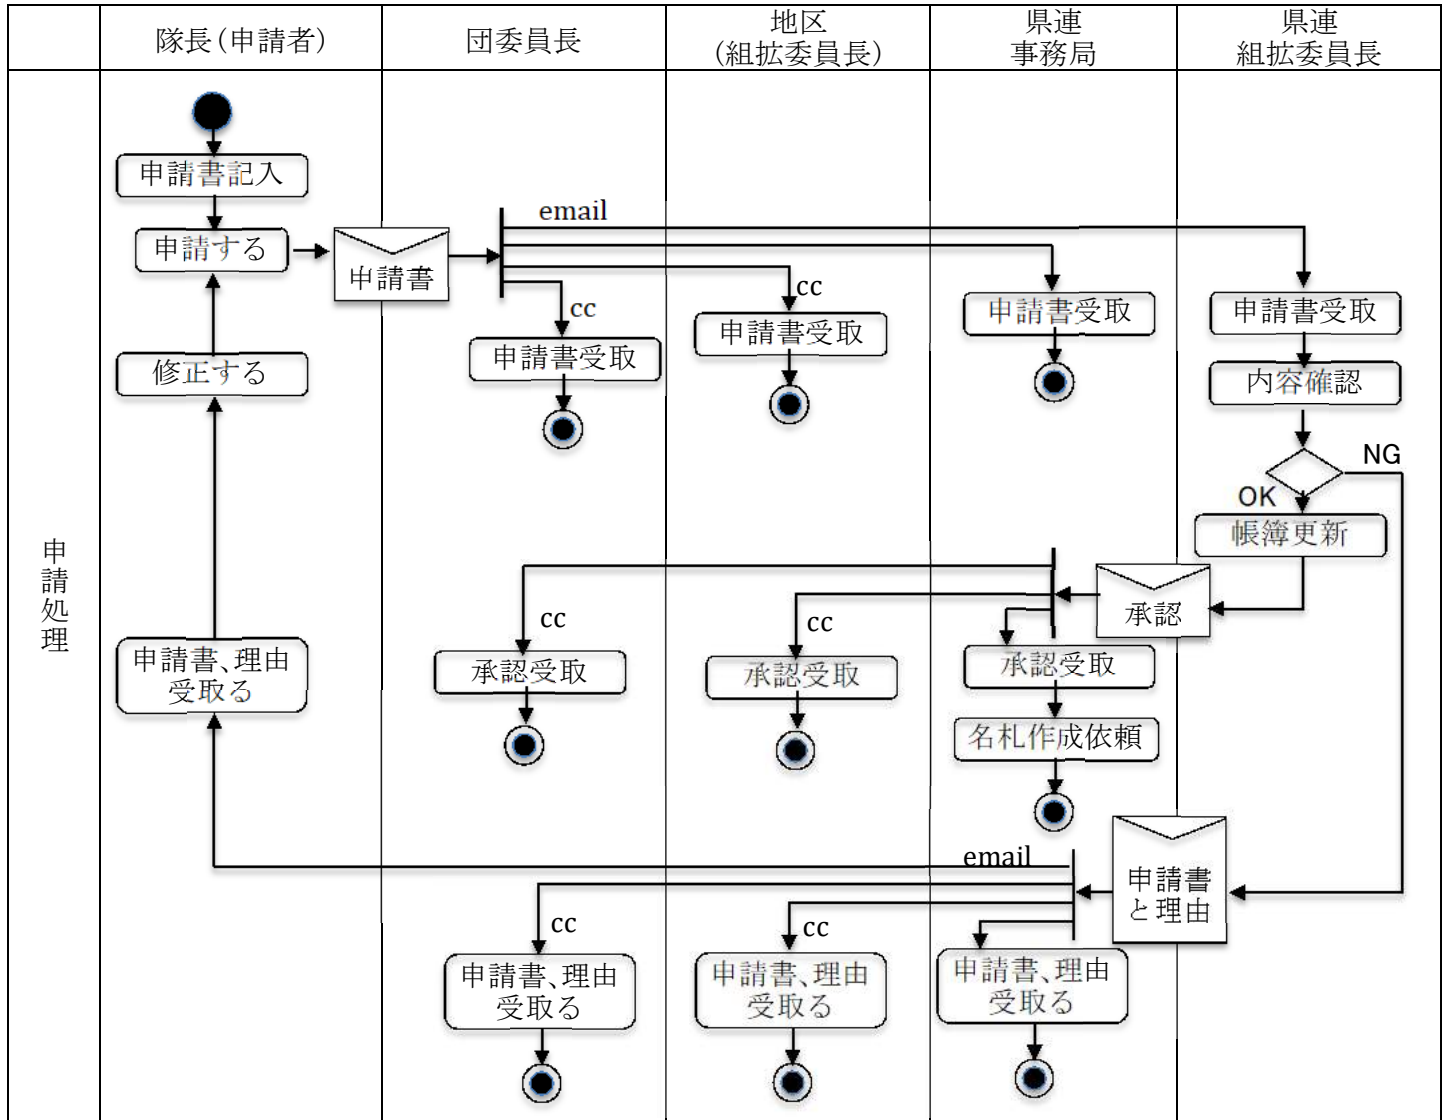 隊長(申請者)
団委員長
地区
(組拡委員長)
県連
事務局
県連
組拡委員長
申請処理
申請書記入
申請する
申請書
email
cc
cc
申請書受取
申請書受取
申請書受取
申請書受取
修正する
内容確認
NG
OK
帳簿更新
承認
cc
cc
承認受取
承認受取
承認受取
申請書、理由
受取る
名札作成依頼
email
申請書
と理由
cc
cc
申請書、理由
受取る
申請書、理由
受取る
申請書、理由
受取る